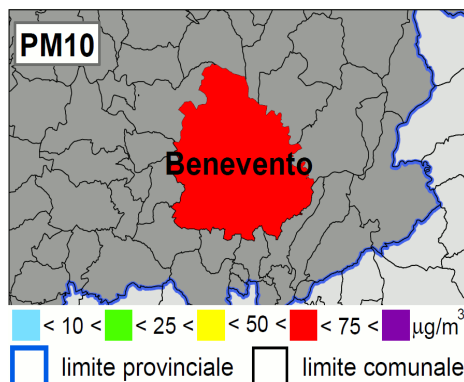 PM10
Benevento
< 10 < < 25 < < 50 < < 75 < μg/m³
limite provinciale limite comunale